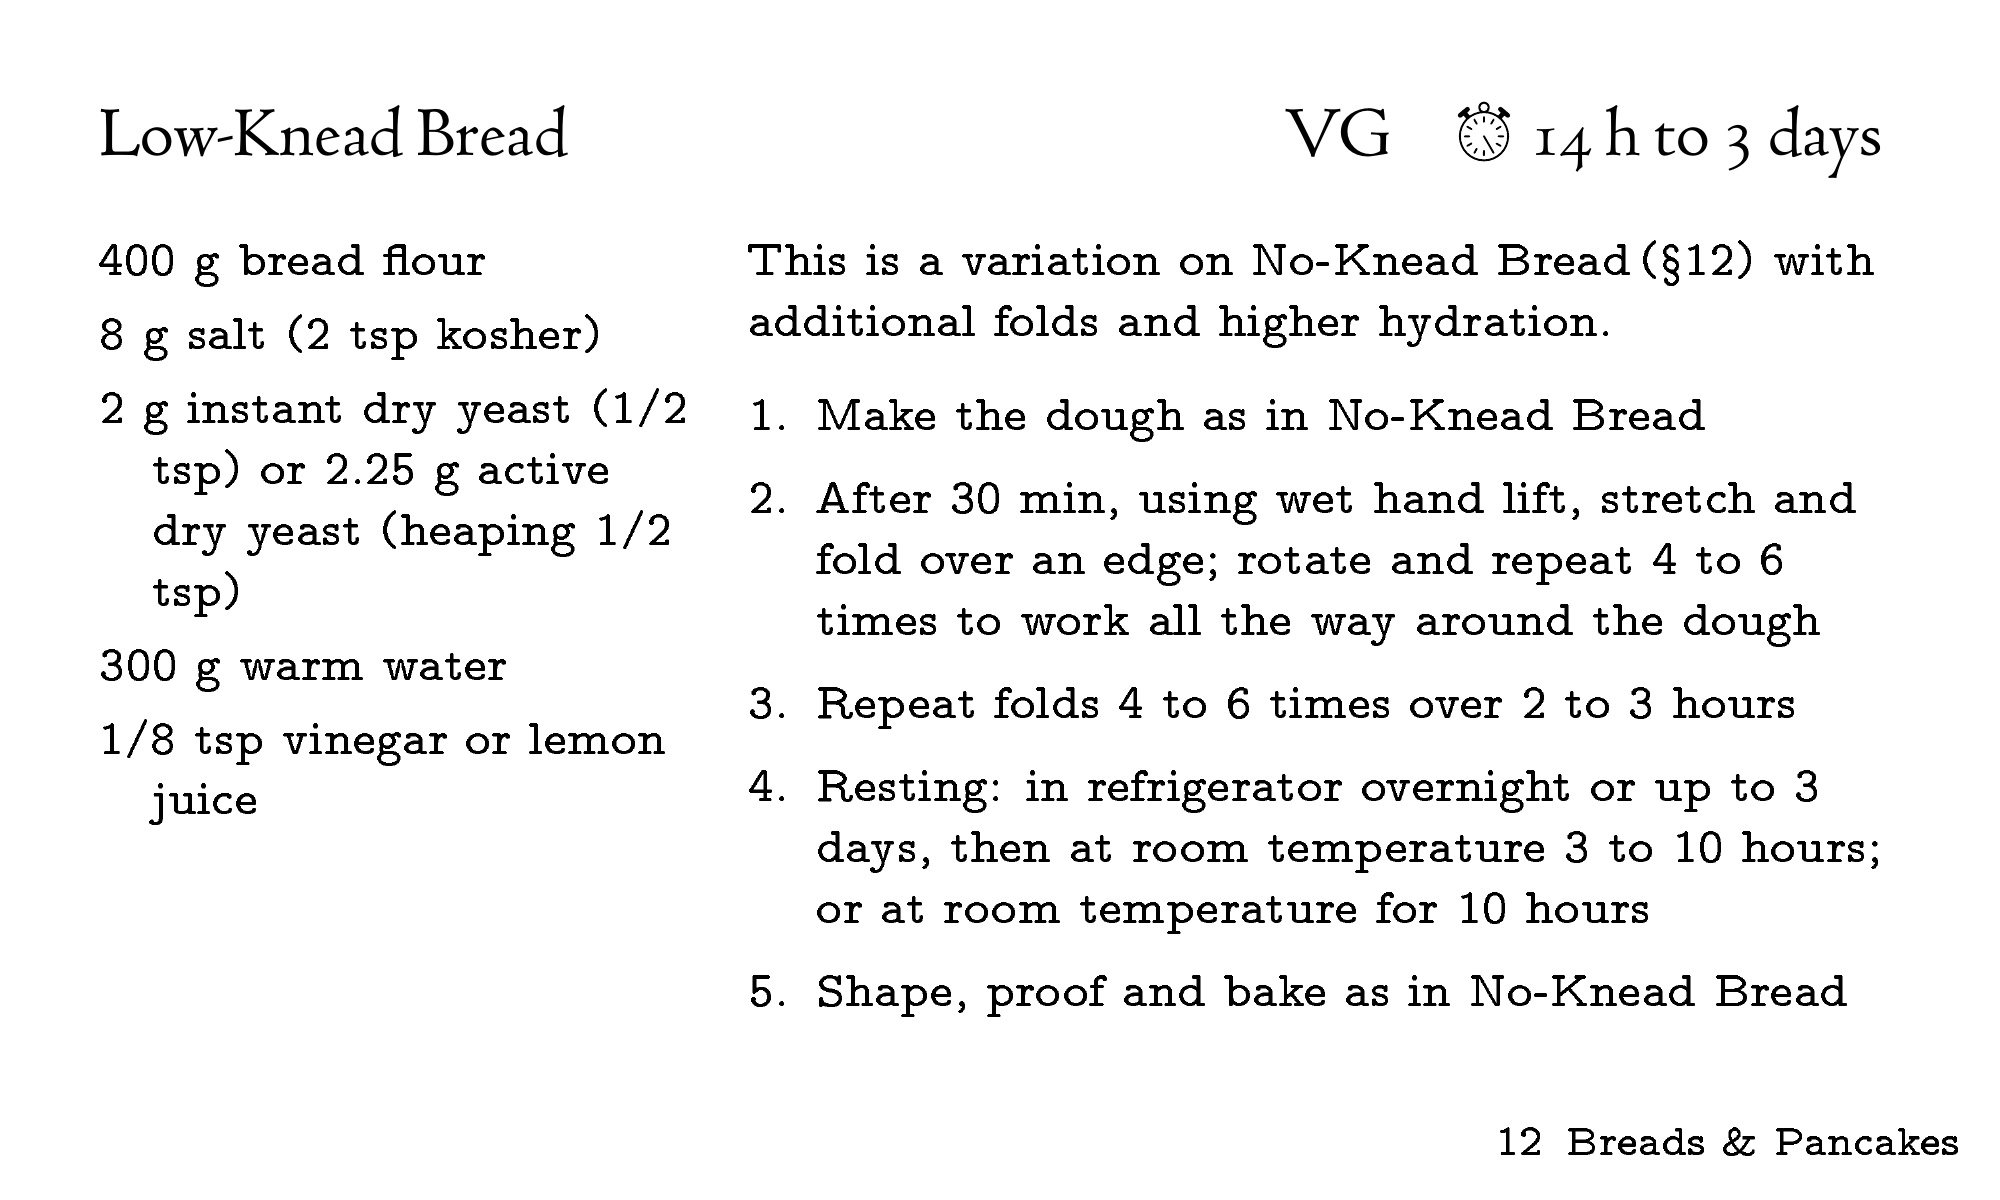 Low-Knead Bread
VG 14 h to 3 days
400 g bread flour
8 g salt (2 tsp kosher)
2 g instant dry yeast (1/2
tsp) or 2.25 g active
dry yeast (heaping 1/2
tsp)
300 g warm water
1/8 tsp vinegar or lemon
juice
This is a variation on No-Knead Bread (§12) with
additional folds and higher hydration.
1. Make the dough as in No-Knead Bread
2. After 30 min, using wet hand lift, stretch and
fold over an edge; rotate and repeat 4 to 6
times to work all the way around the dough
3. Repeat folds 4 to 6 times over 2 to 3 hours
4. Resting: in refrigerator overnight or up to 3
days, then at room temperature 3 to 10 hours;
or at room temperature for 10 hours
5. Shape, proof and bake as in No-Knead Bread
12 Breads & Pancakes